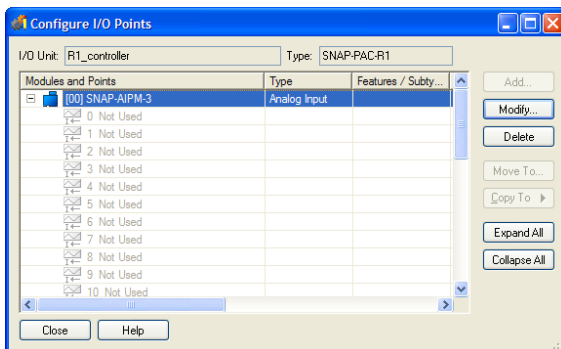 Configure I/O Points
I/O Unit: R1_controller Type: SNAP-PAC-R1
Modules and Points Type Features / Subty...
[00] SNAP-AIPM-3 Analog Input
0 Not Used
1 Not Used
2 Not Used
3 Not Used
4 Not Used
5 Not Used
6 Not Used
7 Not Used
8 Not Used
9 Not Used
10 Not Used
Add...
Modify...
Delete
Move To...
Copy To
Expand All
Collapse All
Close Help